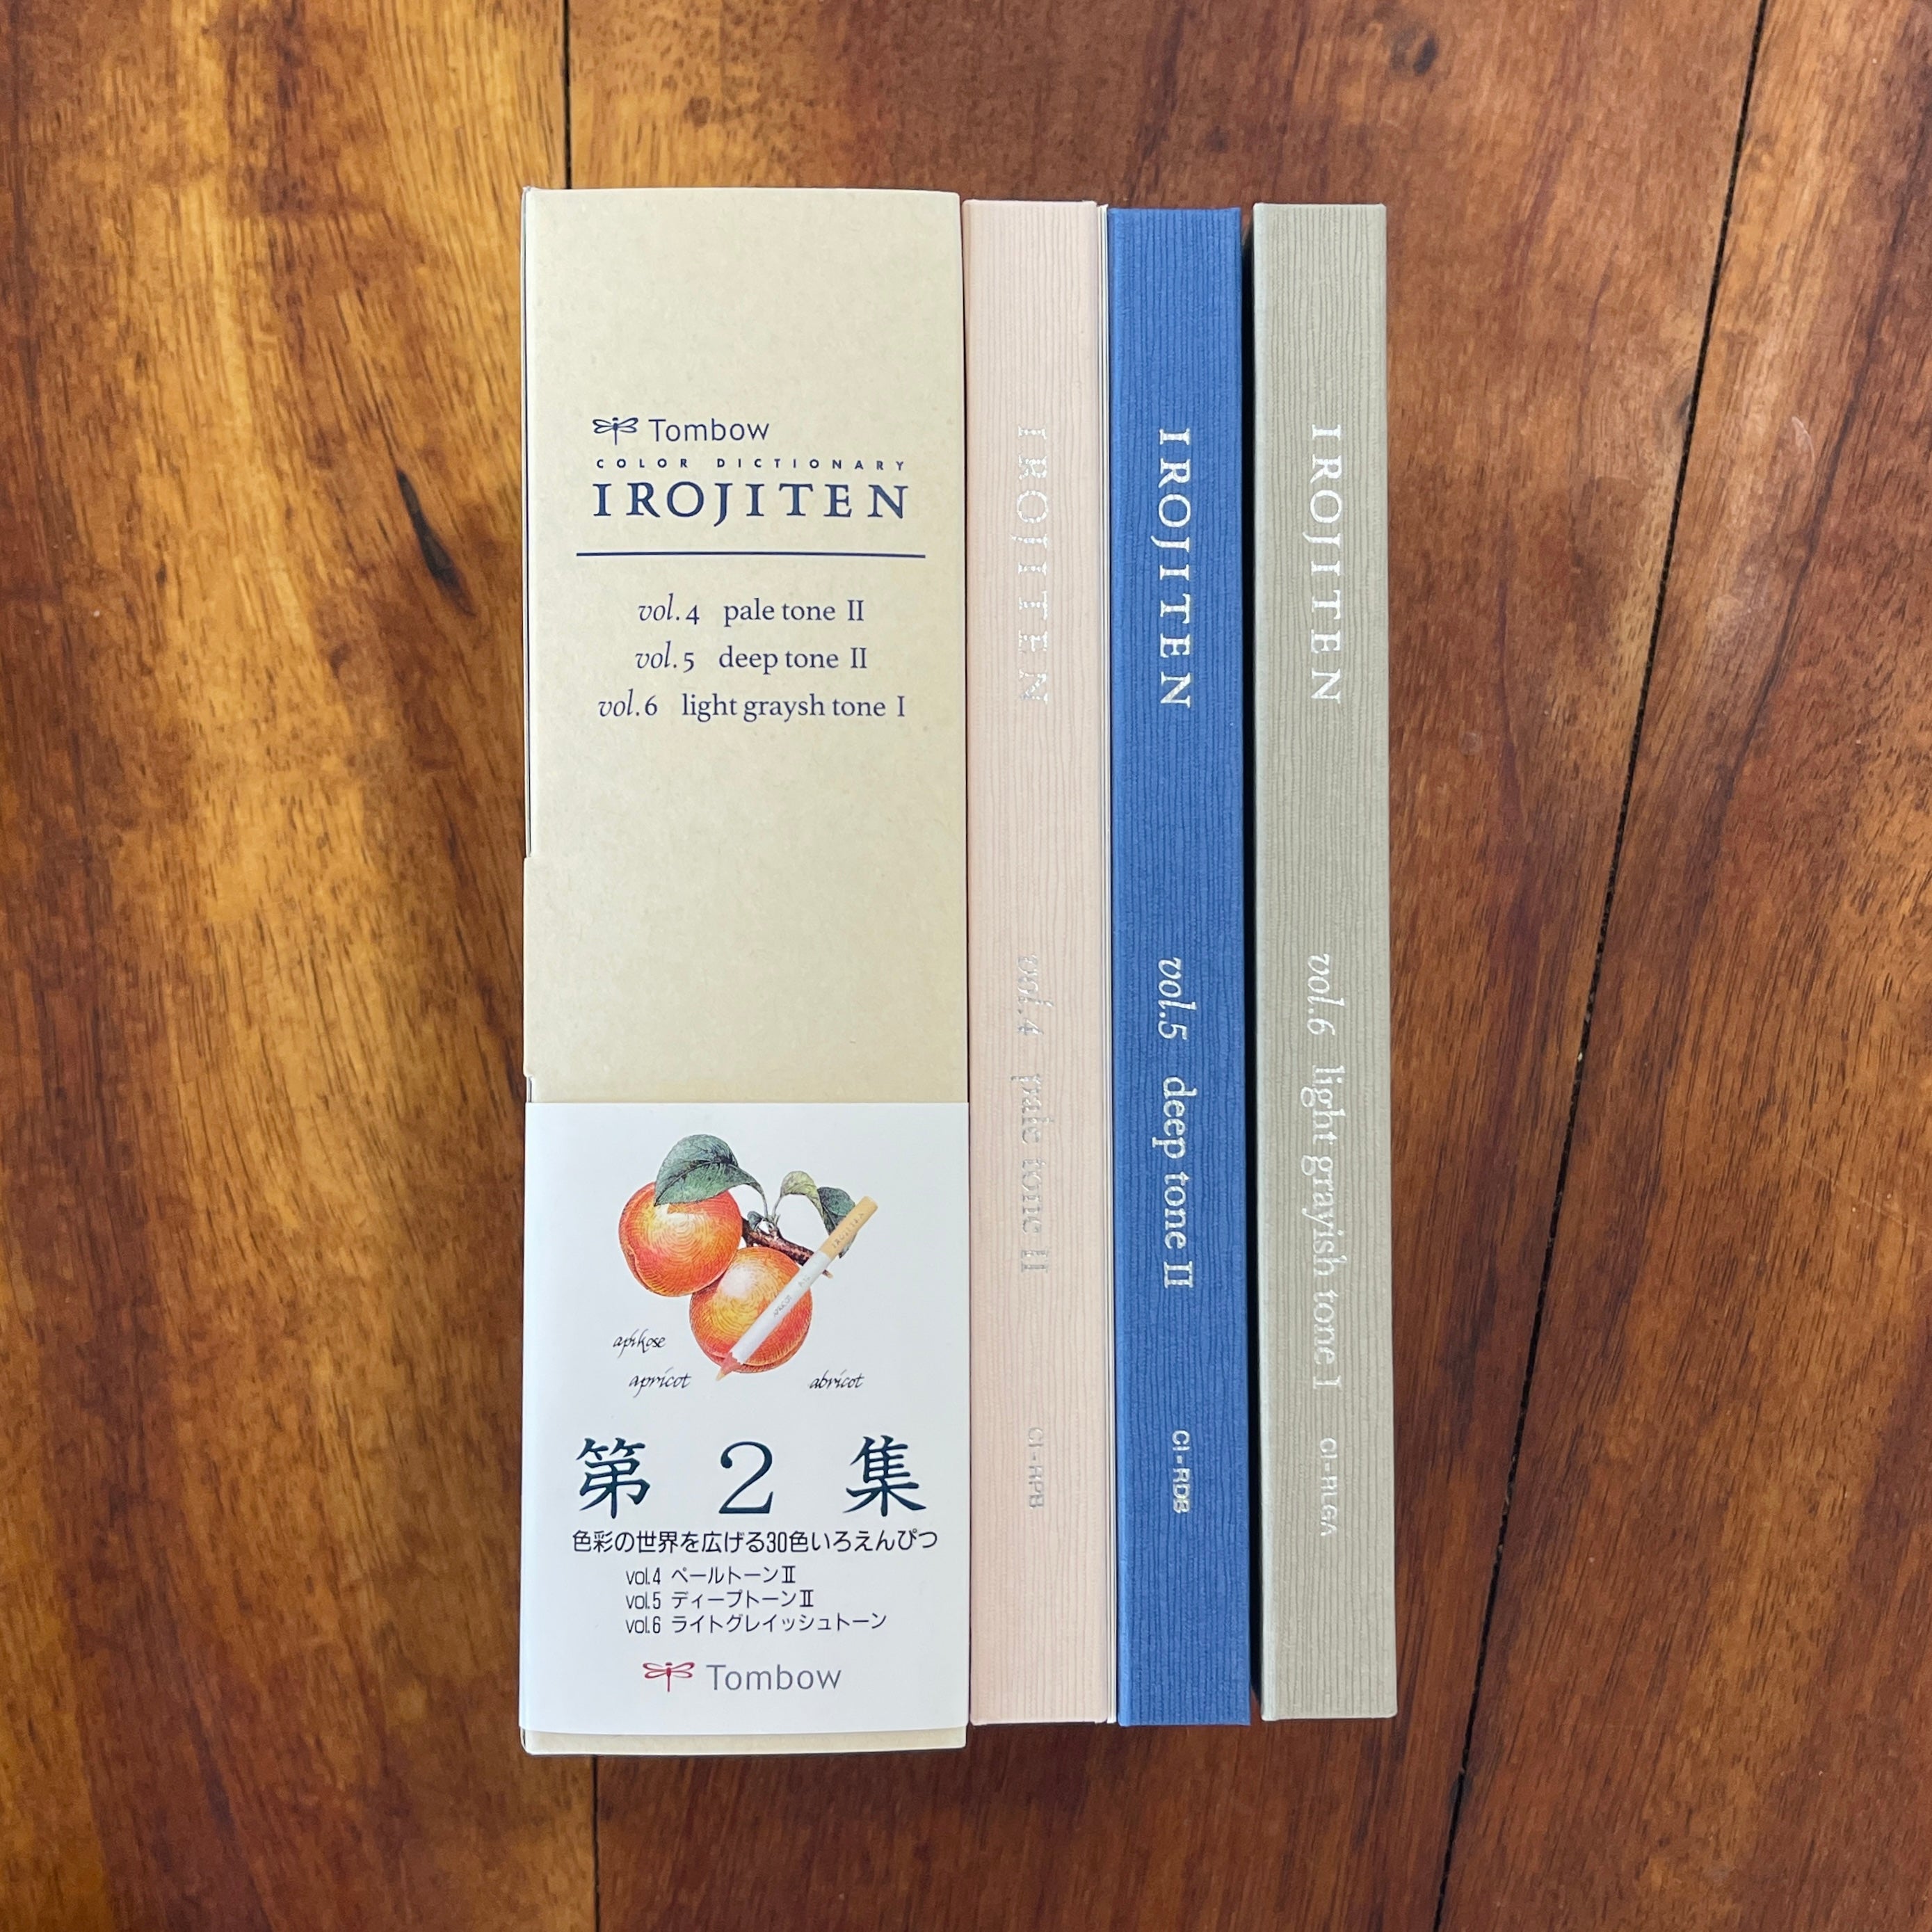 Tombow
COLOR DICTIONARY
IROJITEN
vol.4 pale tone II
vol.5 deep tone II
vol.6 light graysh tone I
aprikose
apricot
abricot
第2集
色彩の世界を広げる30色いろえんぴつ
vol.4 ペールトーンⅡ
vol.5 ディープトーンⅡ
vol.6 ライトグレイッシュトーン
Tombow
IROJITEN vol.4 pale tone II CI-RPB
IROJITEN vol.5 deep tone II CI-RDB
IROJITEN vol.6 light grayish tone I CI-RLGA